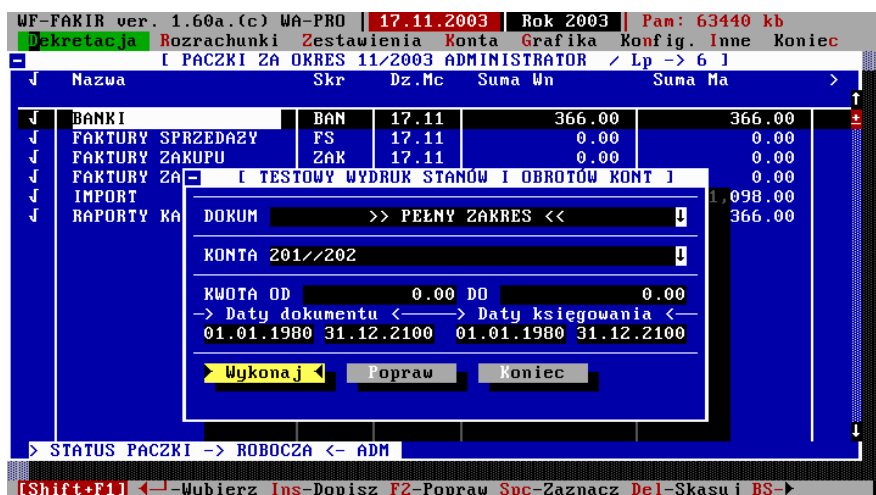 WF-FAKIR ver. 1.60a.(c) WA-PRO 17.11.2003 Rok 2003 Pam: 63440 kb
Dekretacja Rozrachunki Zestawienia Konta Grafika Konfig. Inne Koniec
[ PACZKI ZA OKRES 11/2003 ADMINISTRATOR / Lp -> 6 ]
√ Nazwa Skr Dz.Mc Suma Wn Suma Ma >
√ BANKI BAN 17.11 366.00 366.00
√ FAKTURY SPRZEDAZY FS 17.11 0.00 0.00
√ FAKTURY ZAKUPU ZAK 17.11 0.00 0.00
√ FAKTURY ZA 0.00
[ TESTOWY WYDRUK STANÓW I OBROTÓW KONT ]
√ IMPORT 1,098.00
√ RAPORTY KA 366.00
DOKUM >> PEŁNY ZAKRES << ↓
KONTA 201//202 ↓
KWOTA OD 0.00 DO 0.00
-> Daty dokumentu <-----> Daty księgowania <--
01.01.1980 31.12.2100 01.01.1980 31.12.2100
Wykonaj Popraw Koniec
> STATUS PACZKI -> ROBOCZA <- ADM
[Shift+F1] ◄┘-Wybierz Ins-Dopisz F2-Popraw Spc-Zaznacz Del-Skasuj BS-►